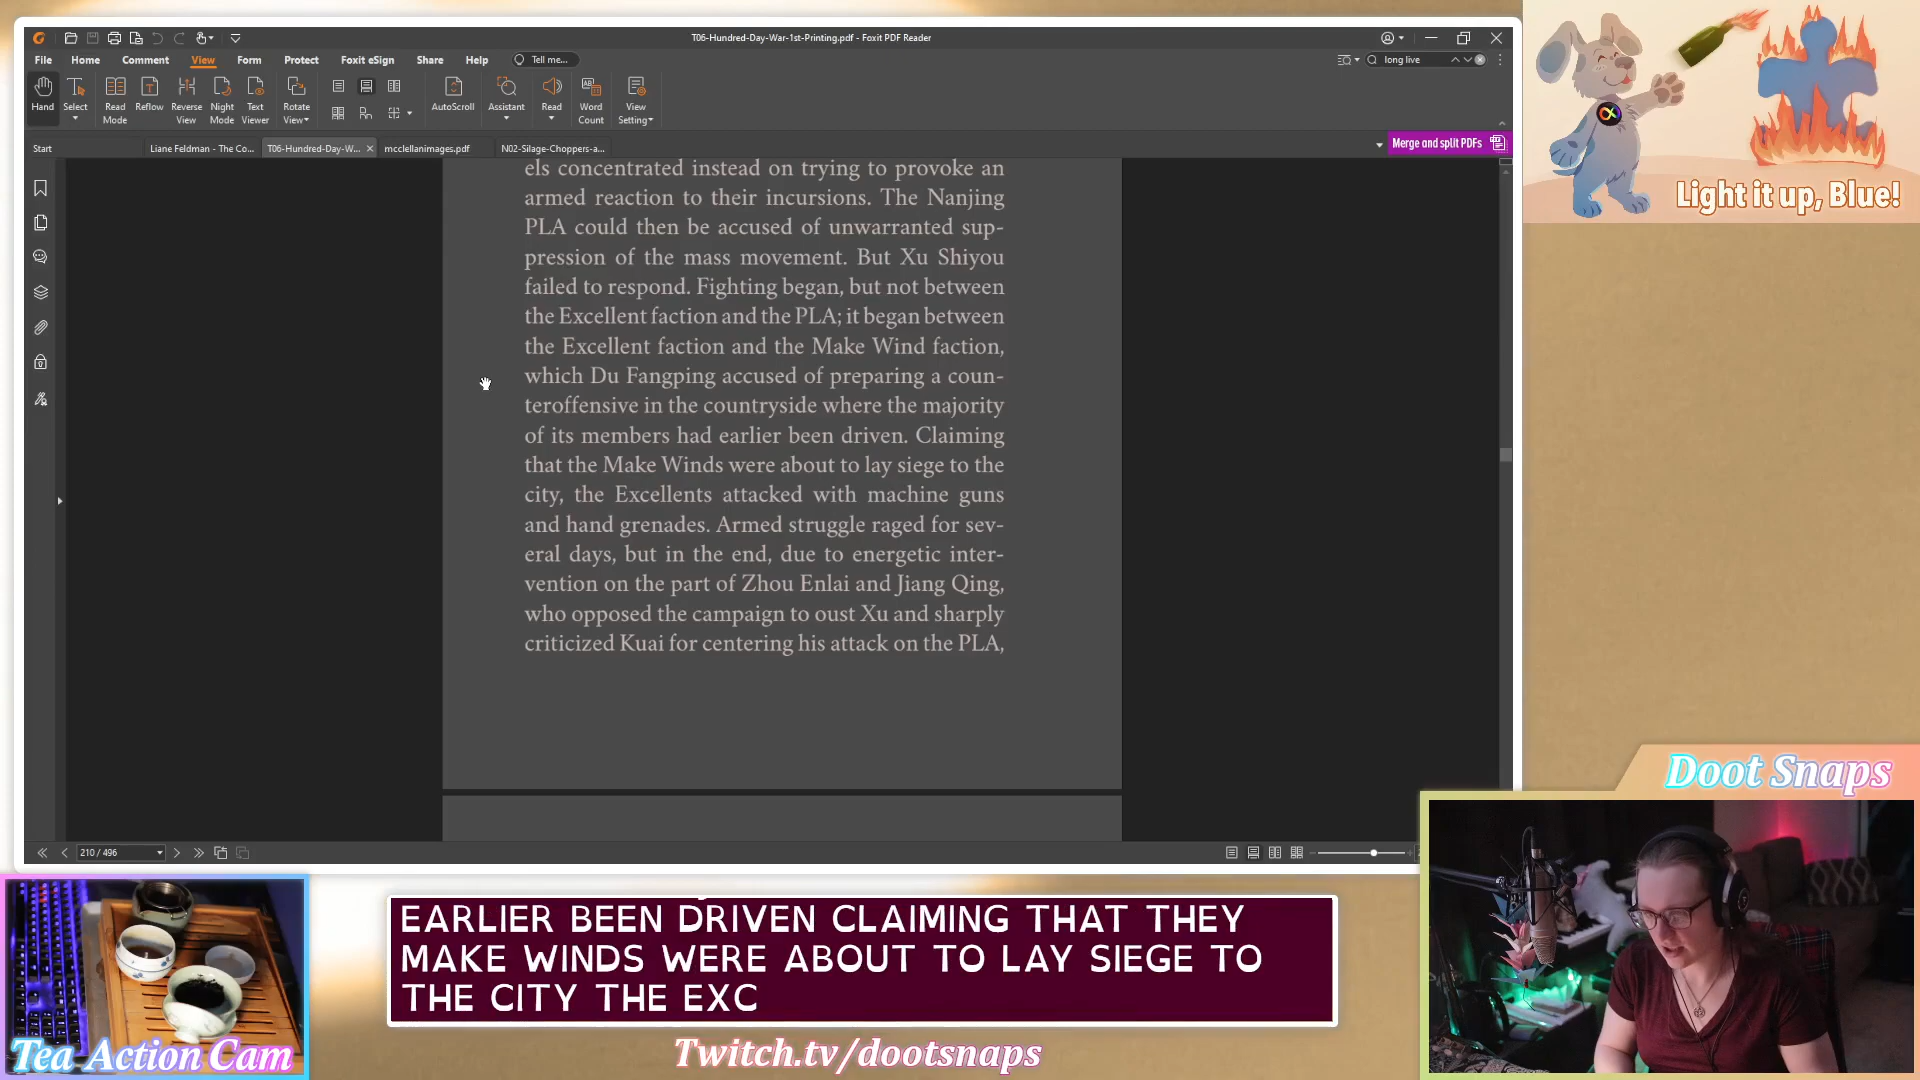 T06-Hundred-Day-War-1st-Printing.pdf - Foxit PDF Reader
File Home Comment View Form Protect Foxit eSign Share Help Tell me... long live
Hand Select Read Mode Reflow Reverse View Night Mode Text Viewer Rotate View AutoScroll Assistant Read Word Count View Setting
Start Liane Feldman - The Co... T06-Hundred-Day-W... mcclellanimages.pdf N02-Silage-Choppers-a... Merge and split PDFs
els concentrated instead on trying to provoke an
armed reaction to their incursions. The Nanjing
PLA could then be accused of unwarranted sup-
pression of the mass movement. But Xu Shiyou
failed to respond. Fighting began, but not between
the Excellent faction and the PLA; it began between
the Excellent faction and the Make Wind faction,
which Du Fangping accused of preparing a coun-
teroffensive in the countryside where the majority
of its members had earlier been driven. Claiming
that the Make Winds were about to lay siege to the
city, the Excellents attacked with machine guns
and hand grenades. Armed struggle raged for sev-
eral days, but in the end, due to energetic inter-
vention on the part of Zhou Enlai and Jiang Qing,
who opposed the campaign to oust Xu and sharply
criticized Kuai for centering his attack on the PLA,
210 / 496
Light it up, Blue!
Doot Snaps
EARLIER BEEN DRIVEN CLAIMING THAT THEY
MAKE WINDS WERE ABOUT TO LAY SIEGE TO
THE CITY THE EXC
Tea Action Cam
Twitch.tv/dootsnaps